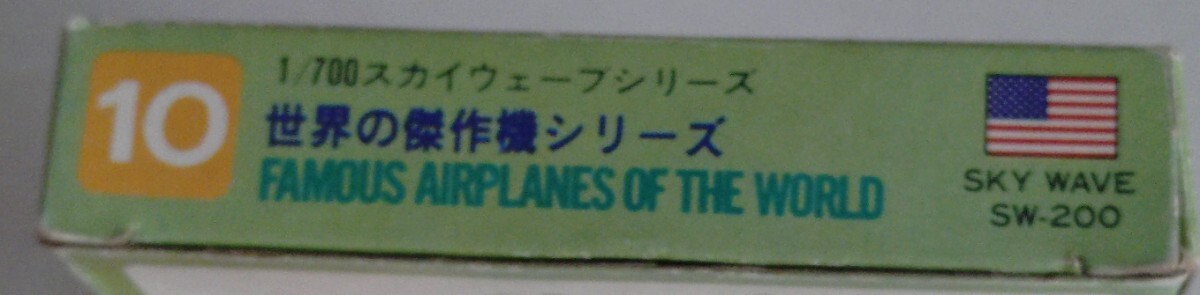 10
1/700スカイウェーブシリーズ
世界の傑作機シリーズ
FAMOUS AIRPLANES OF THE WORLD
SKY WAVE
SW-200